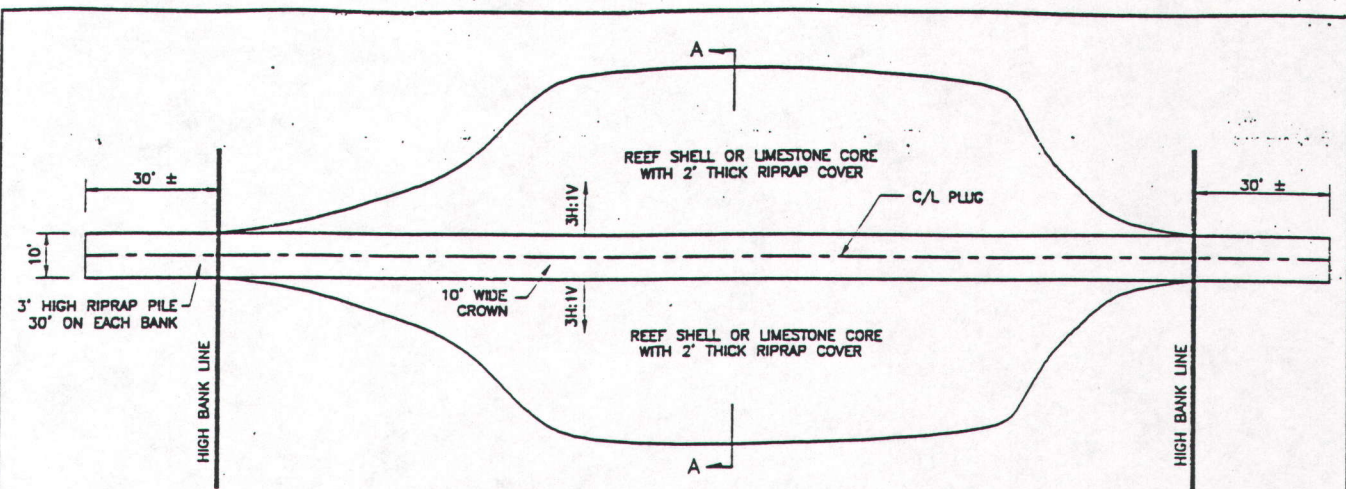 A
REEF SHELL OR LIMESTONE CORE
WITH 2' THICK RIPRAP COVER
30' ±
3H:1V
C/L PLUG
30' ±
10'
3' HIGH RIPRAP PILE
30' ON EACH BANK
10' WIDE
CROWN
3H:1V
REEF SHELL OR LIMESTONE CORE
WITH 2' THICK RIPRAP COVER
HIGH BANK LINE
HIGH BANK LINE
A